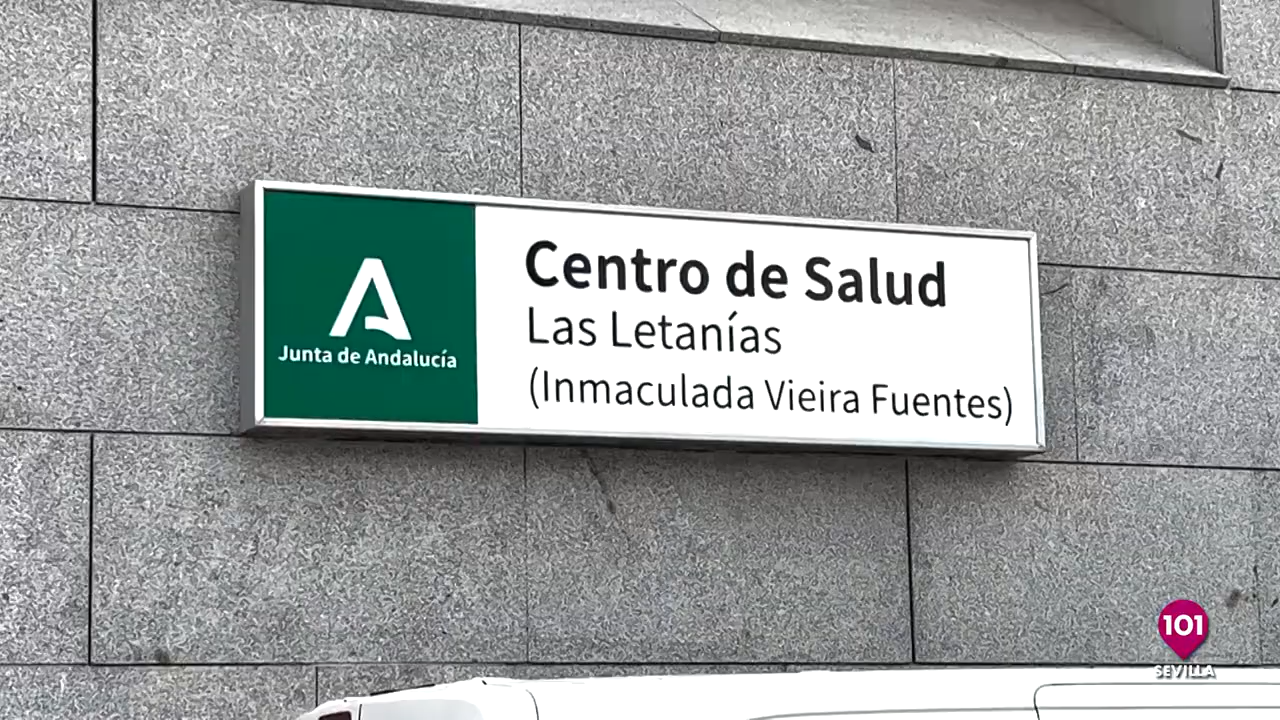 Centro de Salud
Las Letanías
(Inmaculada Vieira Fuentes)
Junta de Andalucía
101
SEVILLA